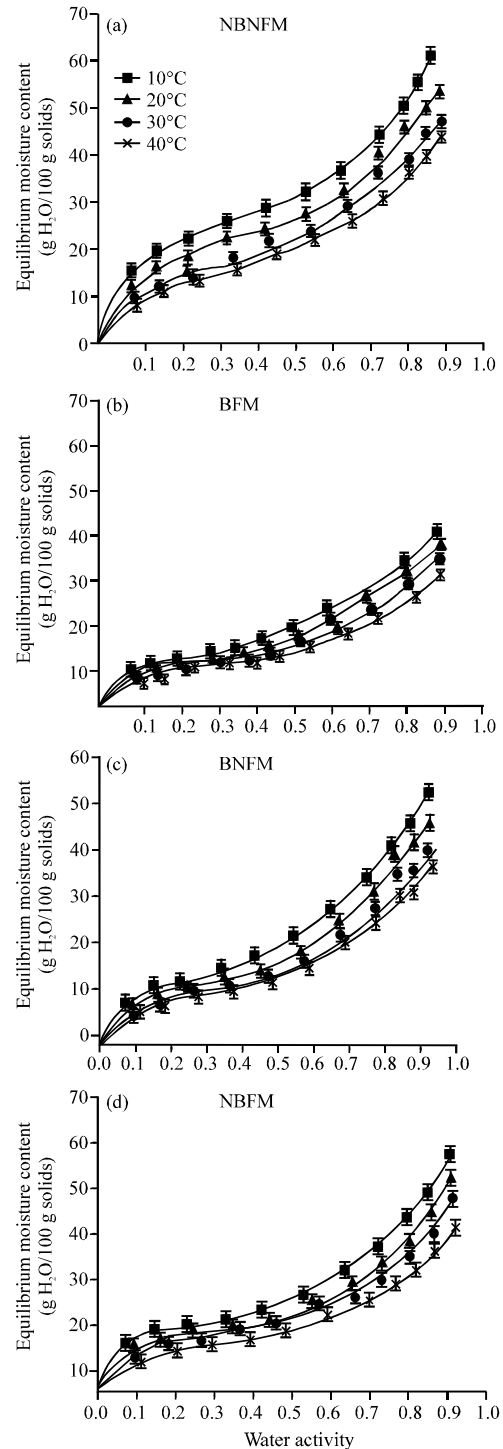 (a) NBNFM
10°C
20°C
30°C
40°C
Equilibrium moisture content
(g H₂O/100 g solids)
70
60
50
40
30
20
10
0
0.1 0.2 0.3 0.4 0.5 0.6 0.7 0.8 0.9 1.0
(b) BFM
Equilibrium moisture content
(g H₂O/100 g solids)
70
60
50
40
30
20
10
0.1 0.2 0.3 0.4 0.5 0.6 0.7 0.8 0.9 1.0
(c) BNFM
Equilibrium moisture content
(g H₂O/100 g solids)
60
50
40
30
20
10
0
0.0 0.1 0.2 0.3 0.4 0.5 0.6 0.7 0.8 0.9 1.0
(d) NBFM
Equilibrium moisture content
(g H₂O/100 g solids)
70
60
50
40
30
20
10
0.0 0.1 0.2 0.3 0.4 0.5 0.6 0.7 0.8 0.9 1.0
Water activity